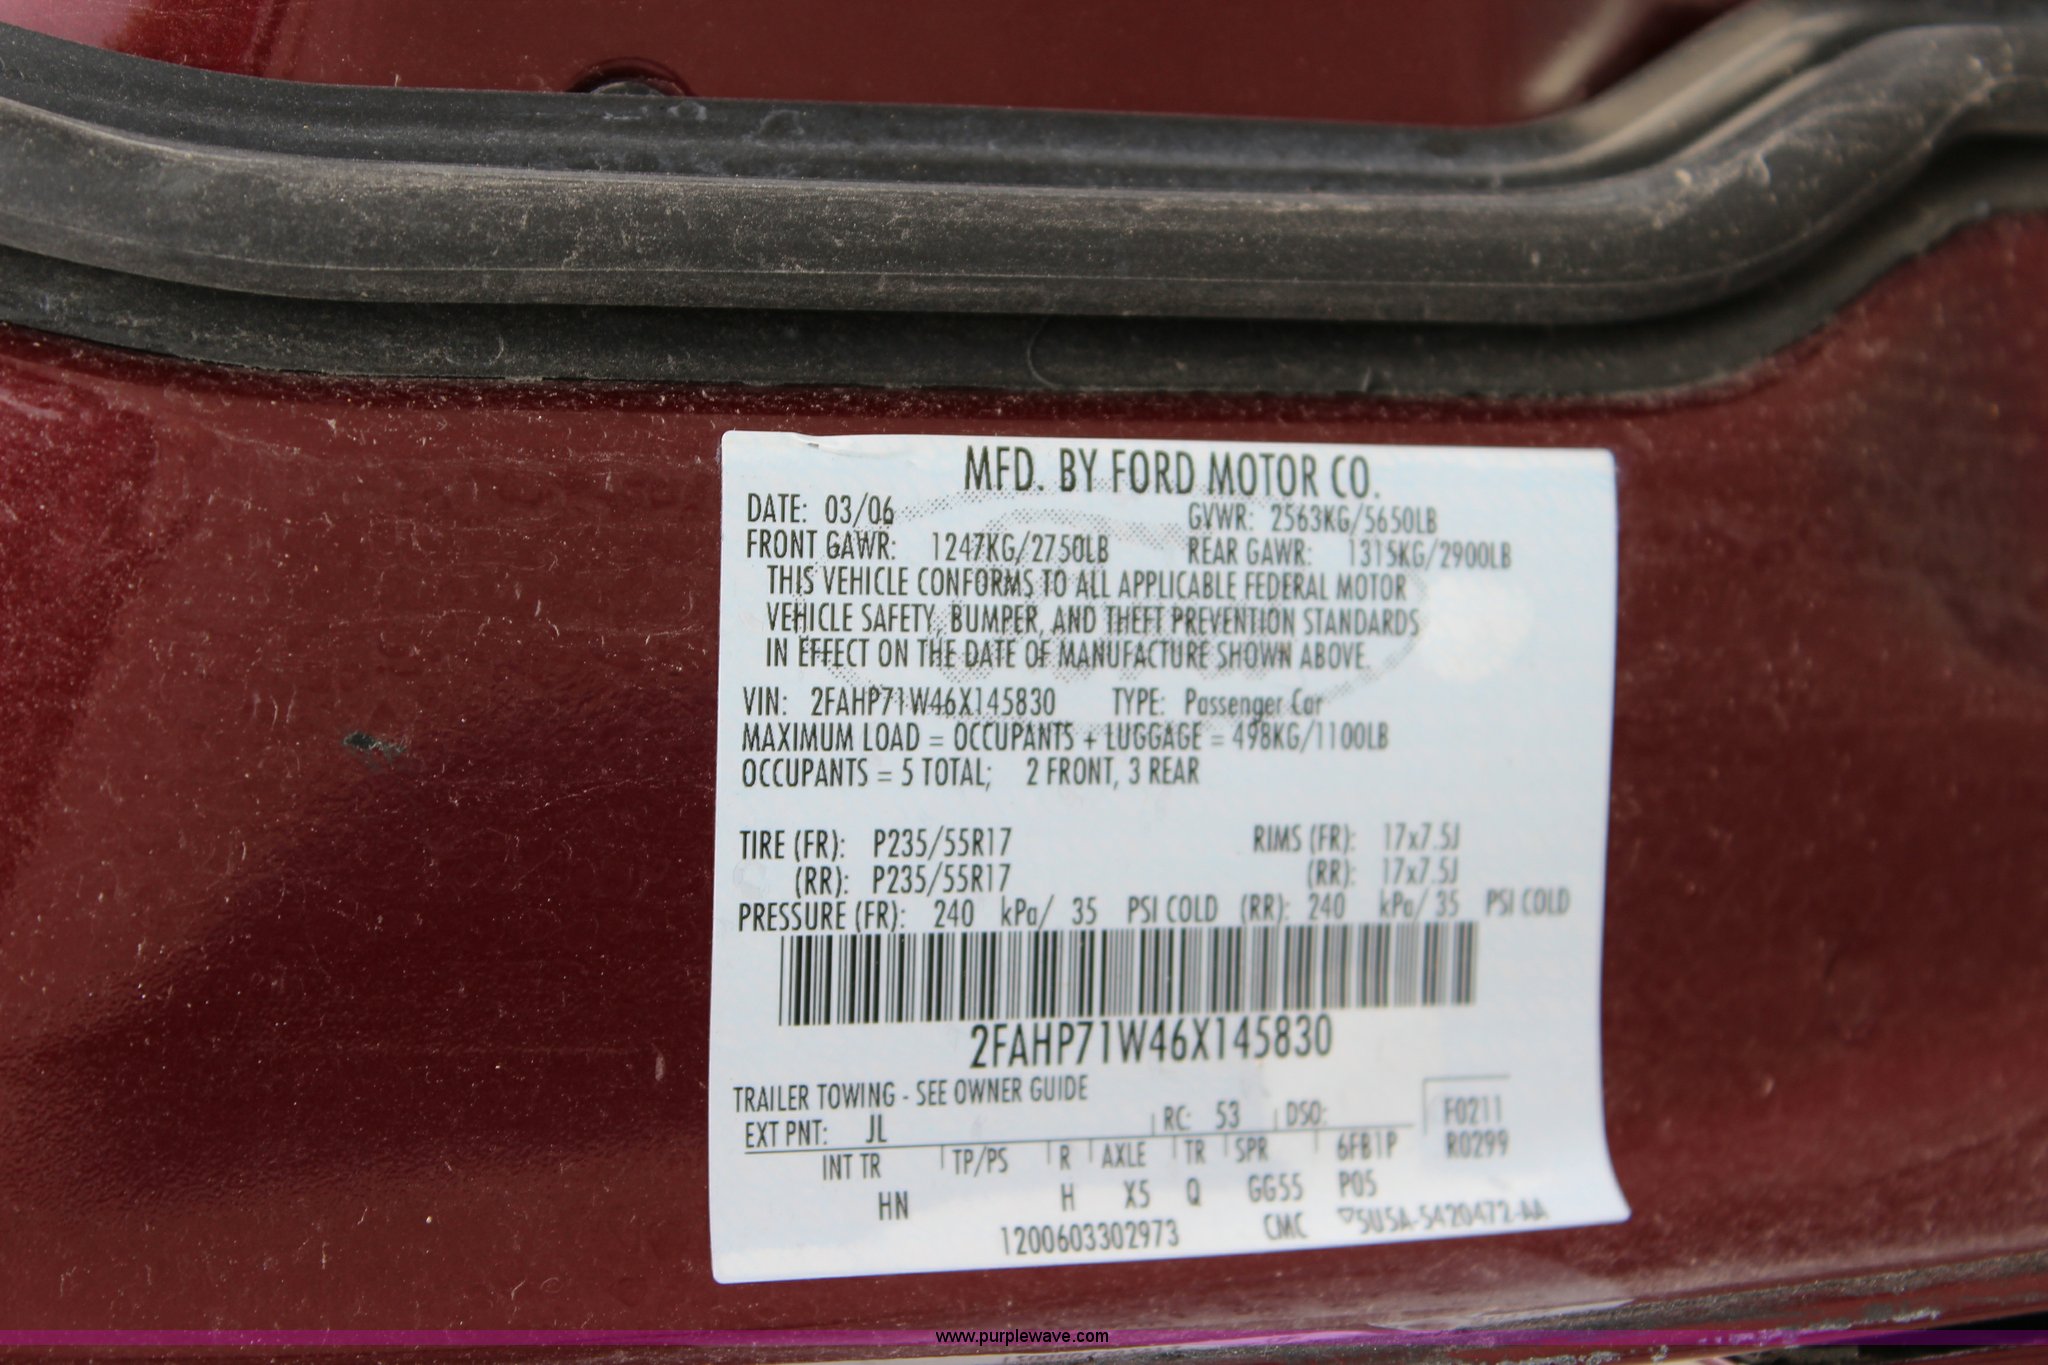 MFD. BY FORD MOTOR CO.
DATE: 03/06 GVWR: 2563KG/5650LB
FRONT GAWR: 1247KG/2750LB REAR GAWR: 1315KG/2900LB
THIS VEHICLE CONFORMS TO ALL APPLICABLE FEDERAL MOTOR
VEHICLE SAFETY, BUMPER, AND THEFT PREVENTION STANDARDS
IN EFFECT ON THE DATE OF MANUFACTURE SHOWN ABOVE.
VIN: 2FAHP71W46X145830 TYPE: Passenger Car
MAXIMUM LOAD = OCCUPANTS + LUGGAGE = 498KG/1100LB
OCCUPANTS = 5 TOTAL; 2 FRONT, 3 REAR
TIRE (FR): P235/55R17 RIMS (FR): 17x7.5J
(RR): P235/55R17 (RR): 17x7.5J
PRESSURE (FR): 240 kPa/ 35 PSI COLD (RR): 240 kPa/ 35 PSI COLD
2FAHP71W46X145830
TRAILER TOWING - SEE OWNER GUIDE
EXT PNT: JL RC: 53 DSO: F0211
INT TR TP/PS R AXLE TR SPR 6FB1P R0299
HN H X5 Q GG55 P05
1200603302973 CMC ▽5U5A-5420472-AA
www.purplewave.com